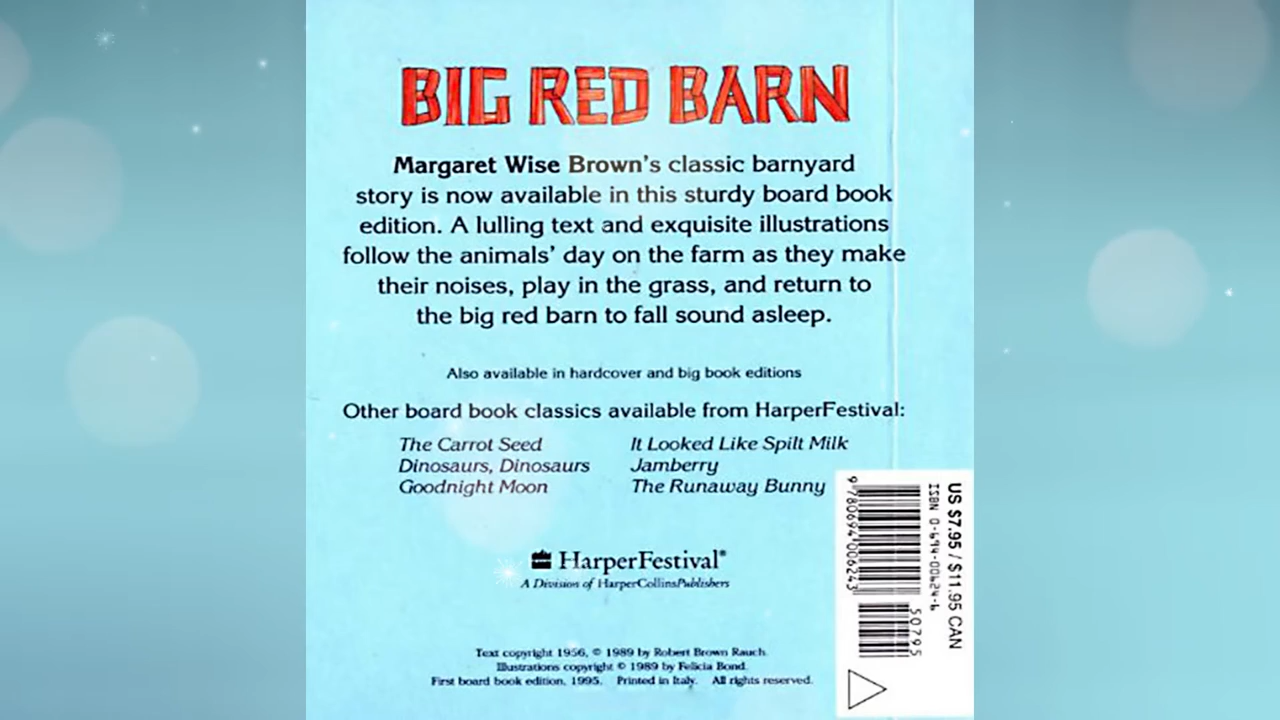 BIG RED BARN
Margaret Wise Brown's classic barnyard
story is now available in this sturdy board book
edition. A lulling text and exquisite illustrations
follow the animals' day on the farm as they make
their noises, play in the grass, and return to
the big red barn to fall sound asleep.
Also available in hardcover and big book editions
Other board book classics available from HarperFestival:
The Carrot Seed
Dinosaurs, Dinosaurs
Goodnight Moon
It Looked Like Spilt Milk
Jamberry
The Runaway Bunny
HarperFestival®
A Division of HarperCollinsPublishers
Text copyright 1956, © 1989 by Robert Brown Rauch.
Illustrations copyright © 1989 by Felicia Bond.
First board book edition, 1995. Printed in Italy. All rights reserved.
US $7.95 / $11.95 CAN
ISBN 0-694-00624-6
9 780694 006243
50795